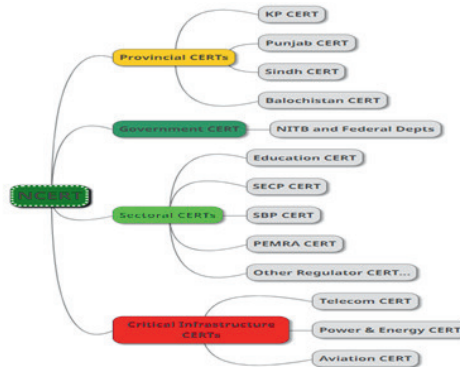 KP CERT
Punjab CERT
Provincial CERTs
Sindh CERT
Balochistan CERT
Government CERT
NITB and Federal Depts
Education CERT
SECP CERT
NCERT
Sectoral CERTs
SBP CERT
PEMRA CERT
Other Regulator CERT...
Telecom CERT
Critical Infrastructure
CERTs
Power & Energy CERT
Aviation CERT